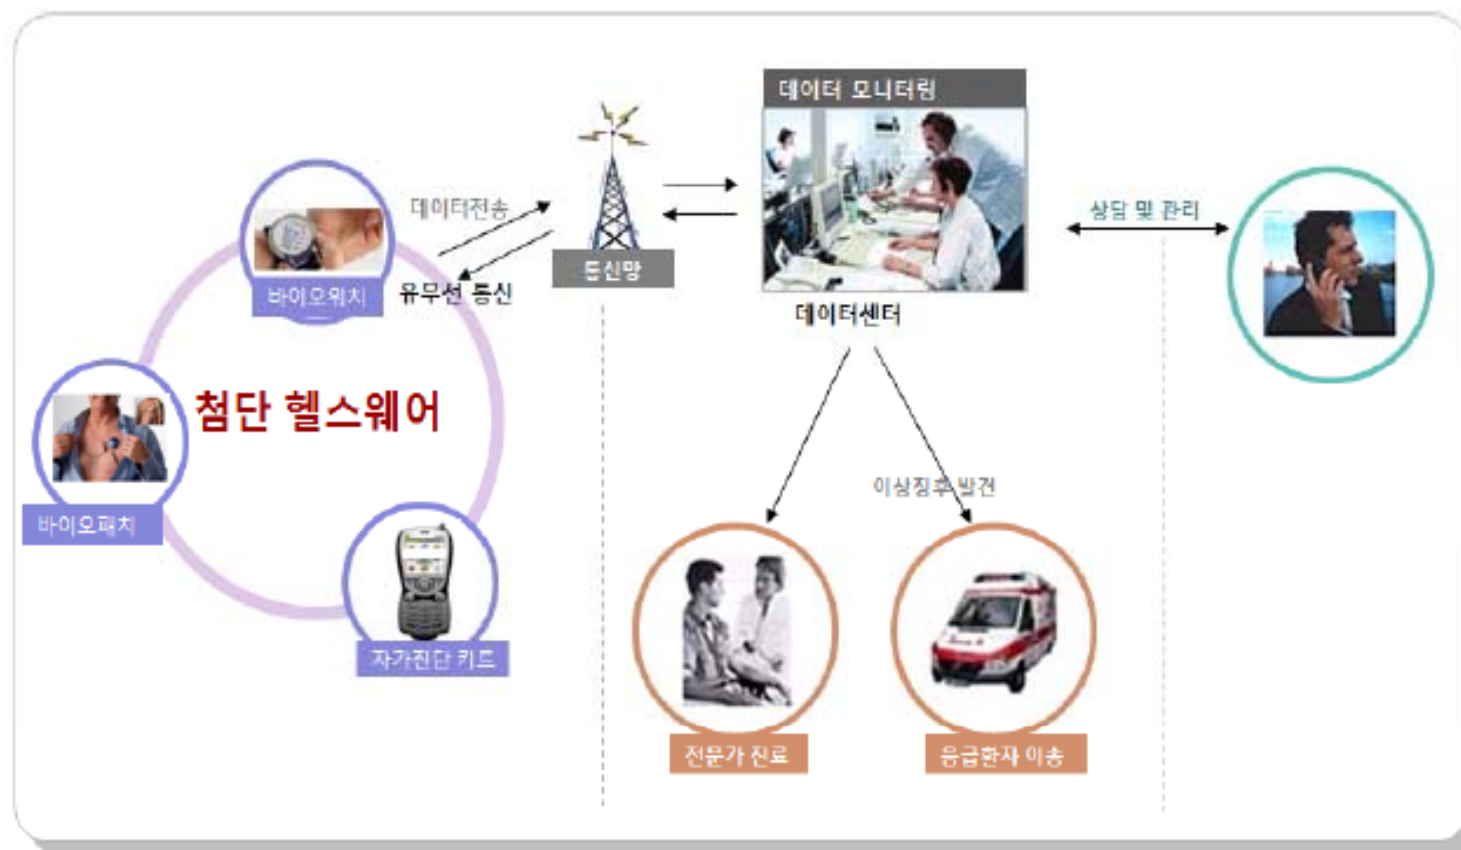 데이터 모니터링
데이터전송
상담 및 관리
통신망
바이오워치
유무선 통신
데이터센터
첨단 헬스웨어
이상징후 발견
바이오패치
자가진단 키트
전문가 진료
응급환자 이송